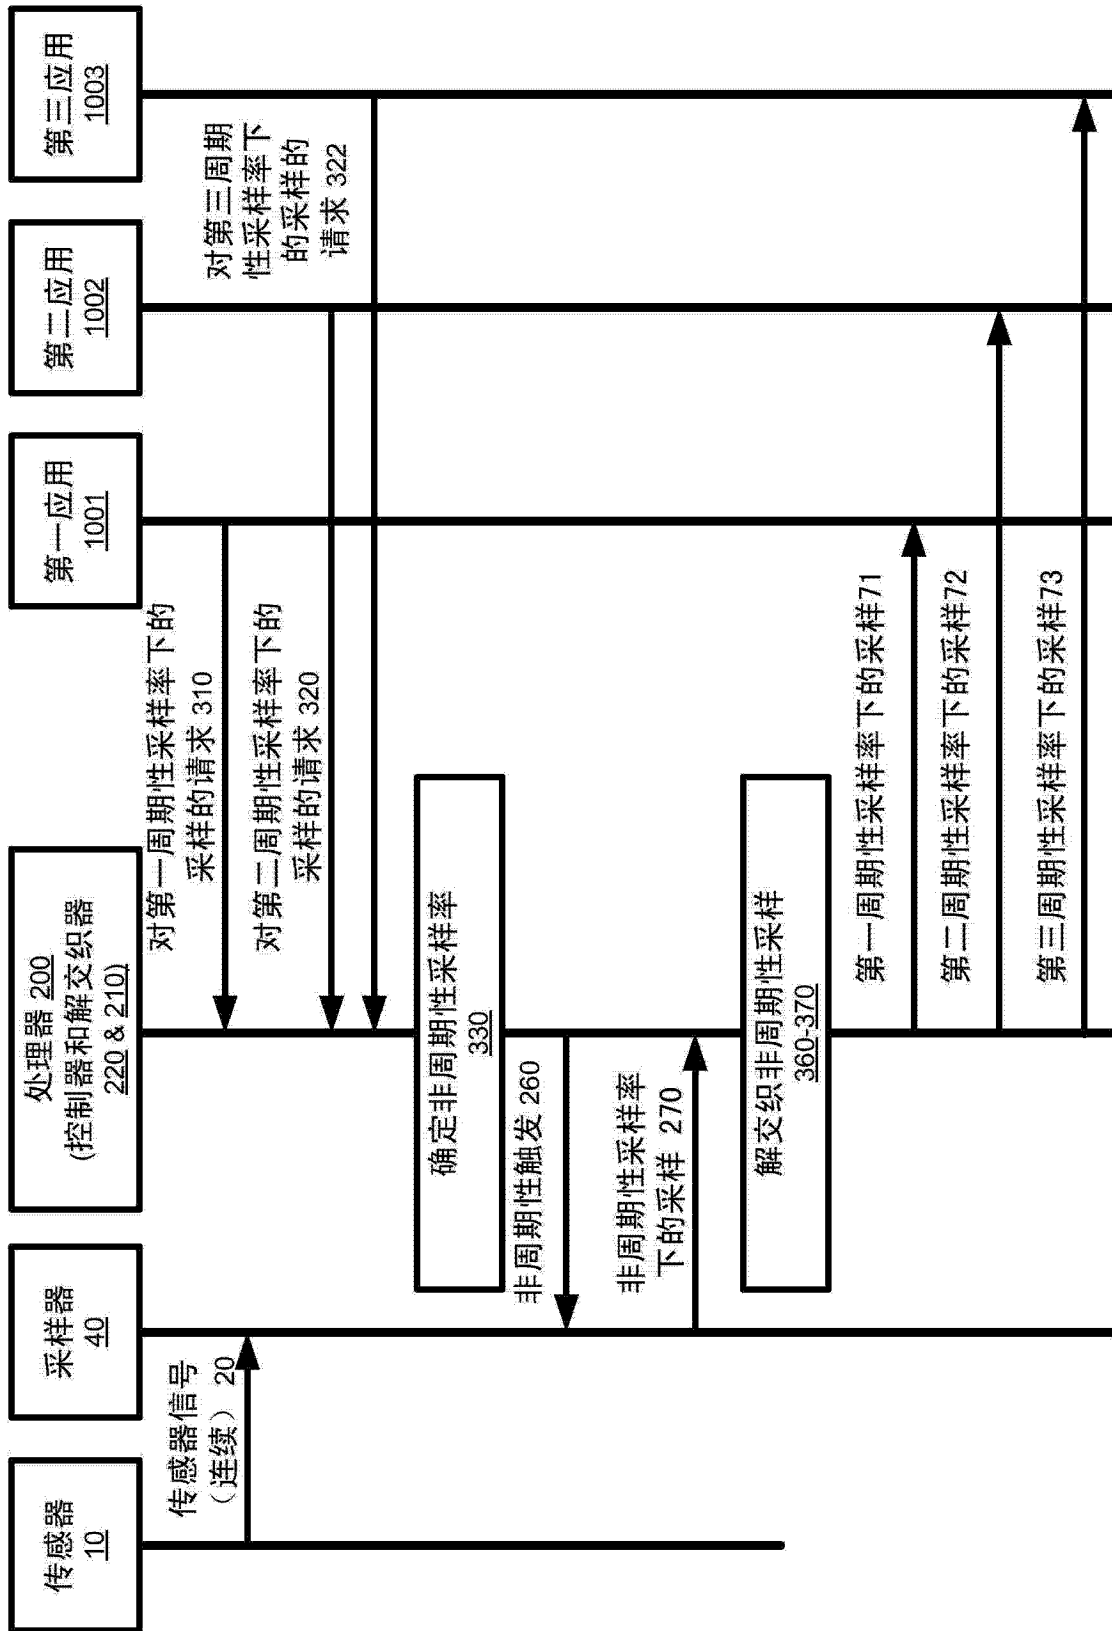 传感器
10
采样器
40
处理器 200
(控制器和解交织器
220 & 210)
第一应用
1001
第二应用
1002
第三应用
1003
传感器信号
（连续） 20
对第一周期性采样率下的
采样的请求 310
对第二周期性采样率下的
采样的请求 320
对第三周期
性采样率下
的采样的
请求 322
确定非周期性采样率
330
非周期性触发 260
非周期性采样率
下的采样 270
解交织非周期性采样
360-370
第一周期性采样率下的采样71
第二周期性采样率下的采样72
第三周期性采样率下的采样73